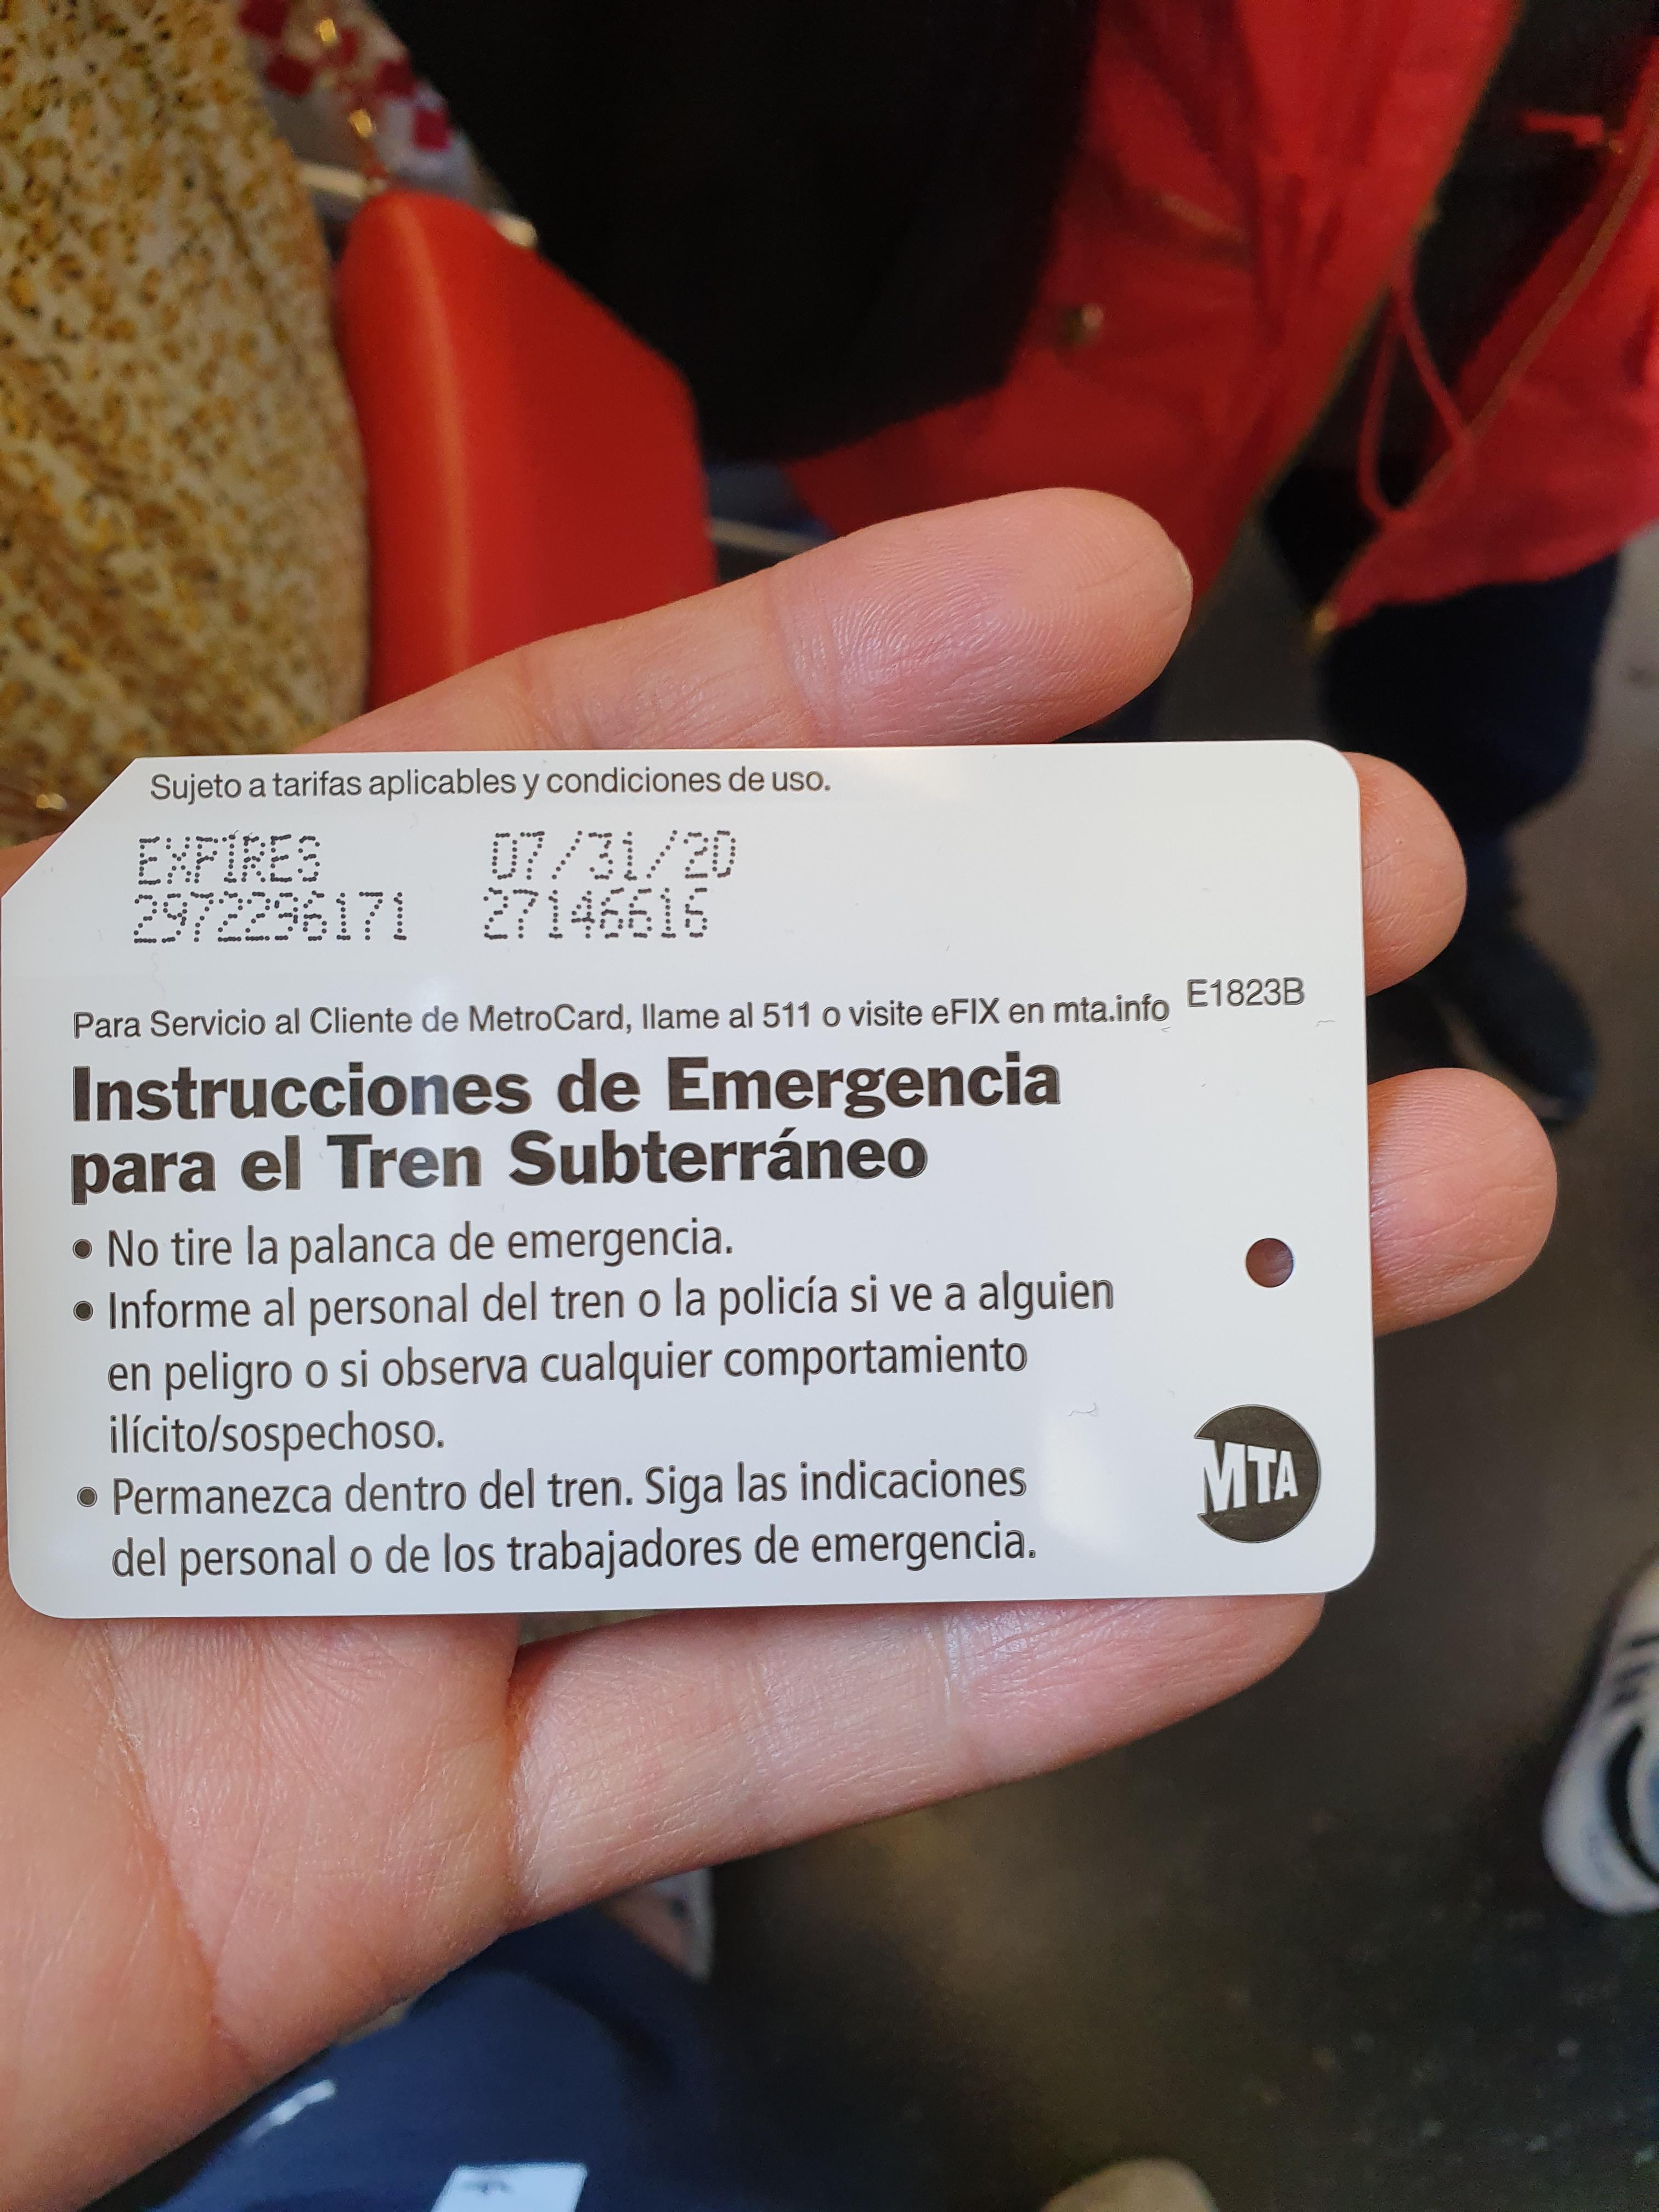 Sujeto a tarifas aplicables y condiciones de uso.
EXPIRES 07/31/20
2972296171 27146616
Para Servicio al Cliente de MetroCard, llame al 511 o visite eFIX en mta.info E1823B
Instrucciones de Emergencia
para el Tren Subterráneo
• No tire la palanca de emergencia.
• Informe al personal del tren o la policía si ve a alguien
en peligro o si observa cualquier comportamiento
ilícito/sospechoso.
• Permanezca dentro del tren. Siga las indicaciones
del personal o de los trabajadores de emergencia.
MTA